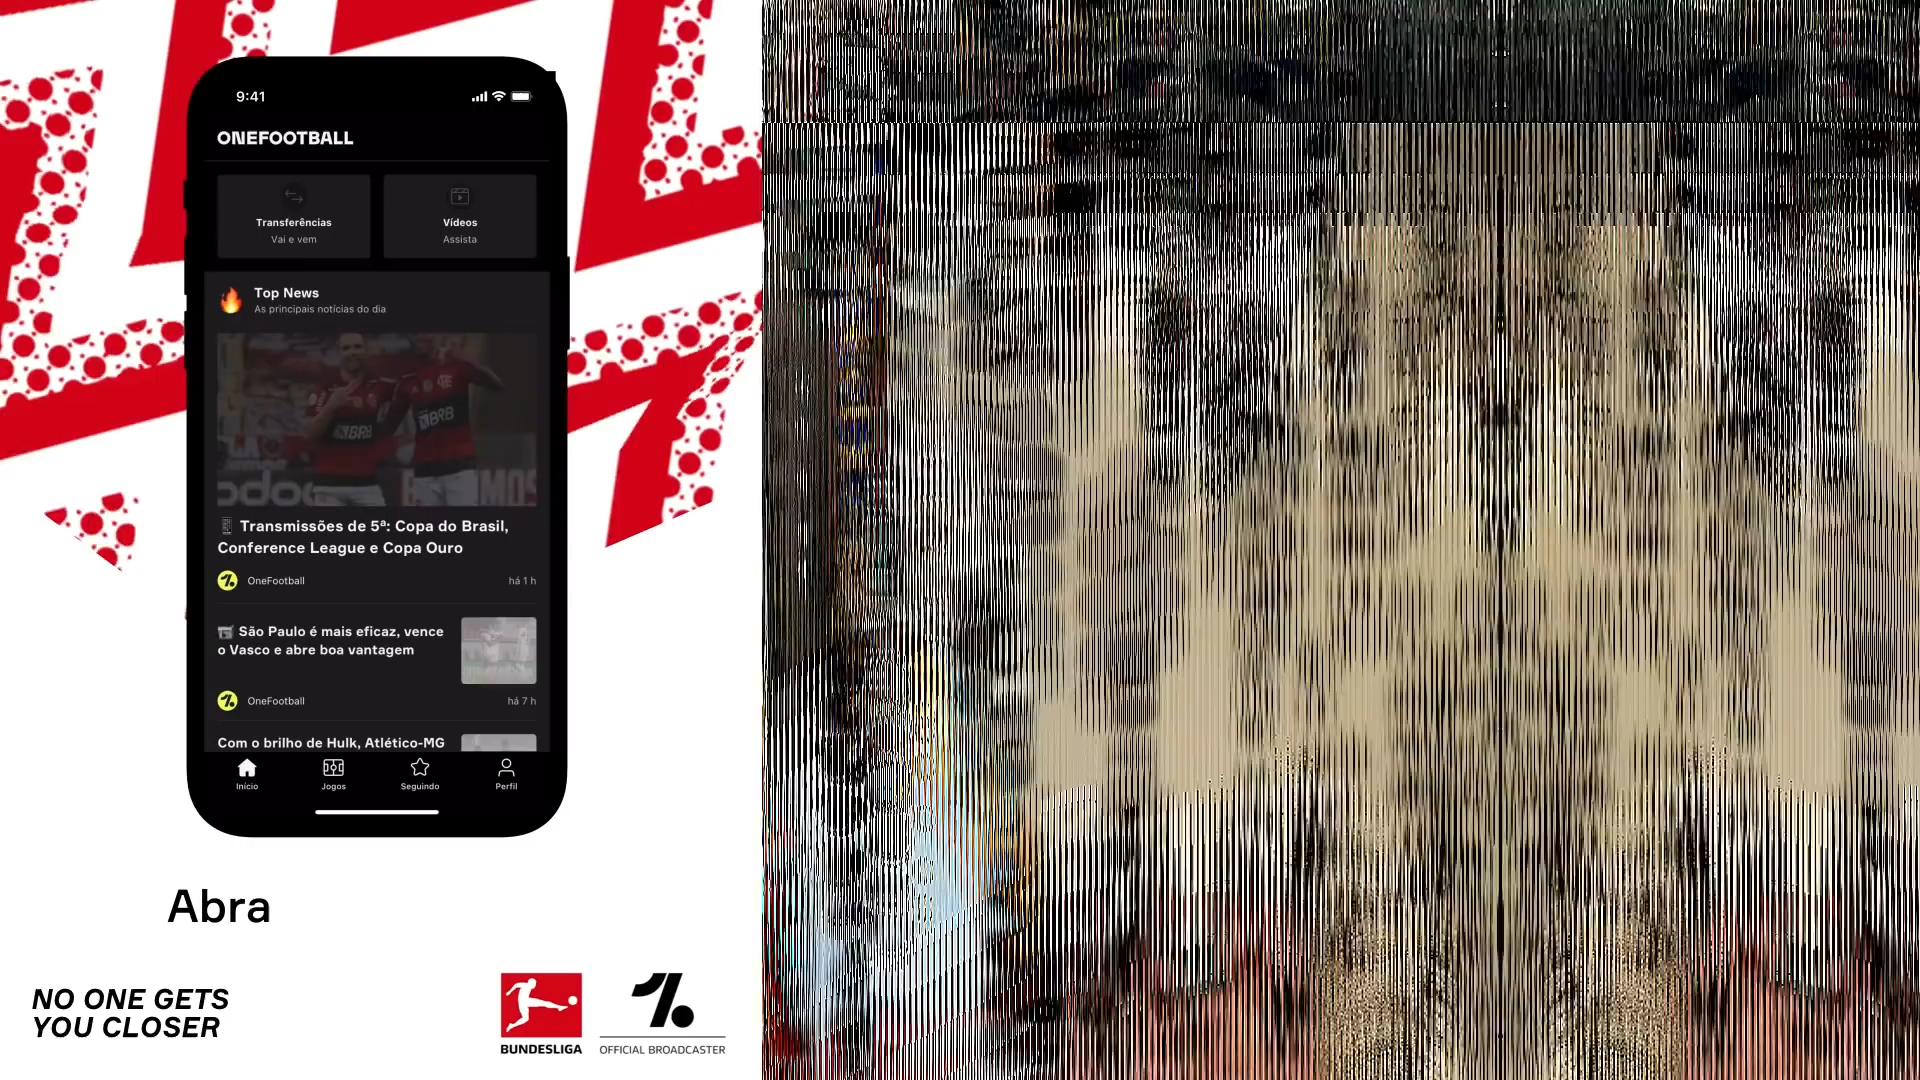 9:41
ONEFOOTBALL
Transferências
Vai e vem
Vídeos
Assista
Top News
As principais notícias do dia
BRB
BRB
Transmissões de 5ª: Copa do Brasil,
Conference League e Copa Ouro
OneFootball
há 1 h
São Paulo é mais eficaz, vence
o Vasco e abre boa vantagem
OneFootball
há 7 h
Com o brilho de Hulk, Atlético-MG
Início
Jogos
Seguindo
Perfil
Abra
NO ONE GETS
YOU CLOSER
BUNDESLIGA
OFFICIAL BROADCASTER